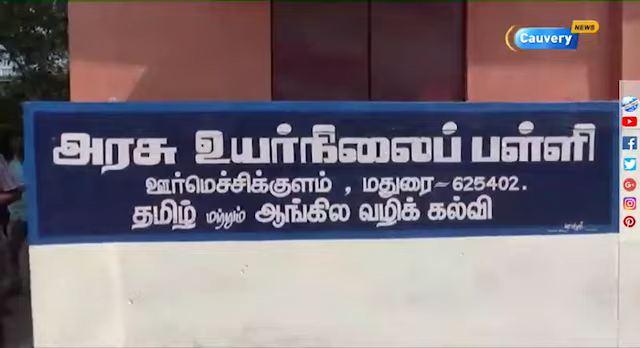 Cauvery NEWS
அரசு உயர்நிலைப் பள்ளி
ஊர்மெச்சிக்குளம் , மதுரை~625402.
தமிழ் மற்றும் ஆங்கில வழிக் கல்வி